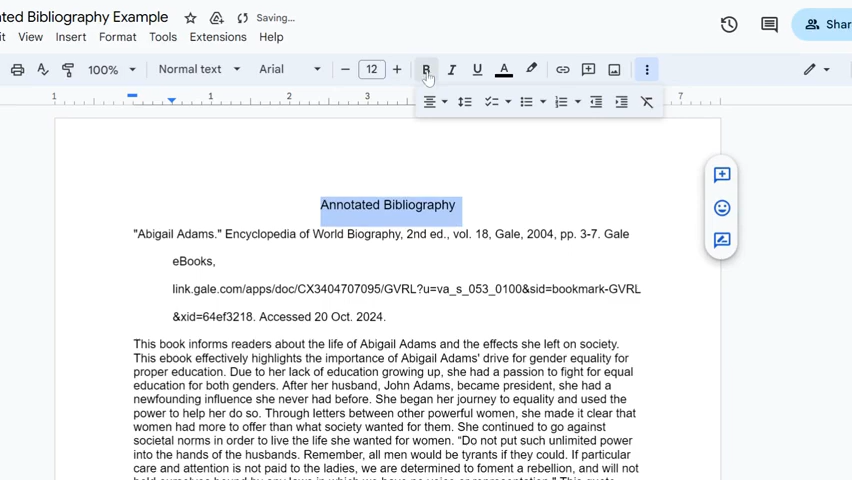 ted Bibliography Example
Saving...
it View Insert Format Tools Extensions Help
Shar
100% Normal text Arial 12 B I U A
1 1 2 3 7
Annotated Bibliography
"Abigail Adams." Encyclopedia of World Biography, 2nd ed., vol. 18, Gale, 2004, pp. 3-7. Gale
eBooks,
link.gale.com/apps/doc/CX3404707095/GVRL?u=va_s_053_0100&sid=bookmark-GVRL
&xid=64ef3218. Accessed 20 Oct. 2024.
This book informs readers about the life of Abigail Adams and the effects she left on society.
This ebook effectively highlights the importance of Abigail Adams' drive for gender equality for
proper education. Due to her lack of education growing up, she had a passion to fight for equal
education for both genders. After her husband, John Adams, became president, she had a
newfounding influence she never had before. She began her journey to equality and used the
power to help her do so. Through letters between other powerful women, she made it clear that
women had more to offer than what society wanted for them. She continued to go against
societal norms in order to live the life she wanted for women. “Do not put such unlimited power
into the hands of the husbands. Remember, all men would be tyrants if they could. If particular
care and attention is not paid to the ladies, we are determined to foment a rebellion, and will not